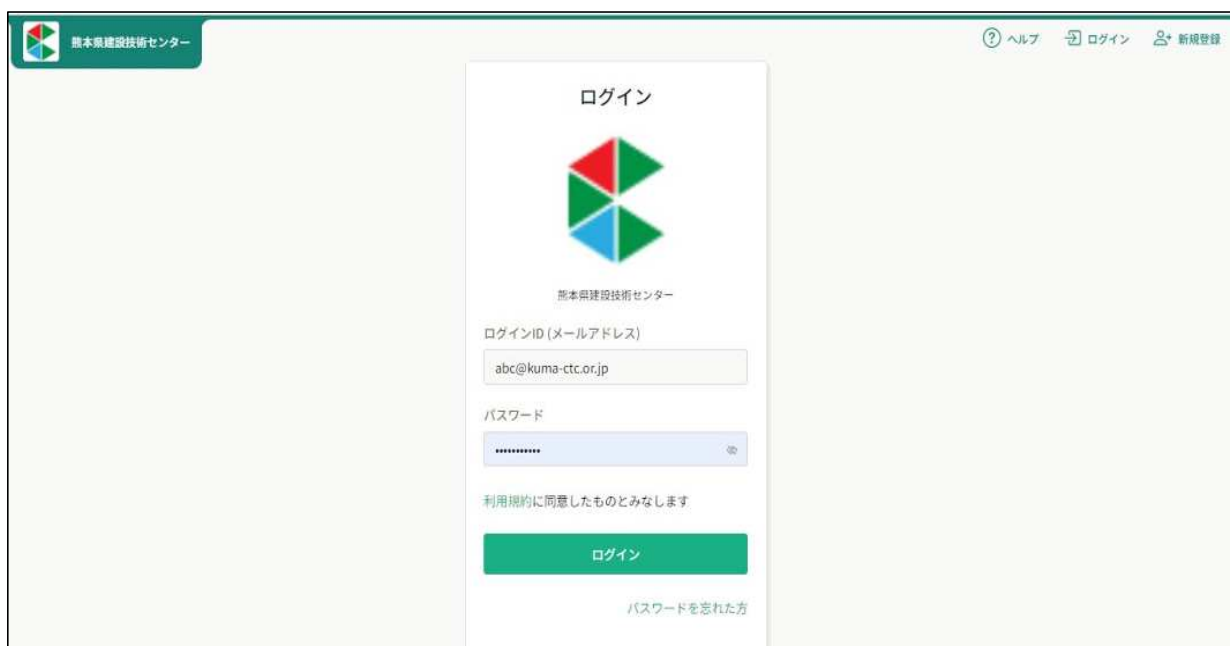 熊本県建設技術センター
ヘルプ
ログイン
新規登録
ログイン
熊本県建設技術センター
ログインID (メールアドレス)
abc@kuma-ctc.or.jp
パスワード
•••••••••••
利用規約に同意したものとみなします
ログイン
パスワードを忘れた方